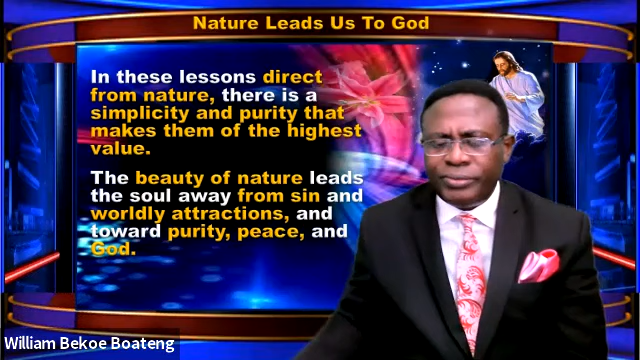 Nature Leads Us To God
In these lessons direct
from nature, there is a
simplicity and purity that
makes them of the highest
value.
The beauty of nature leads
the soul away from sin and
worldly attractions, and
toward purity, peace, and
God.
William Bekoe Boateng